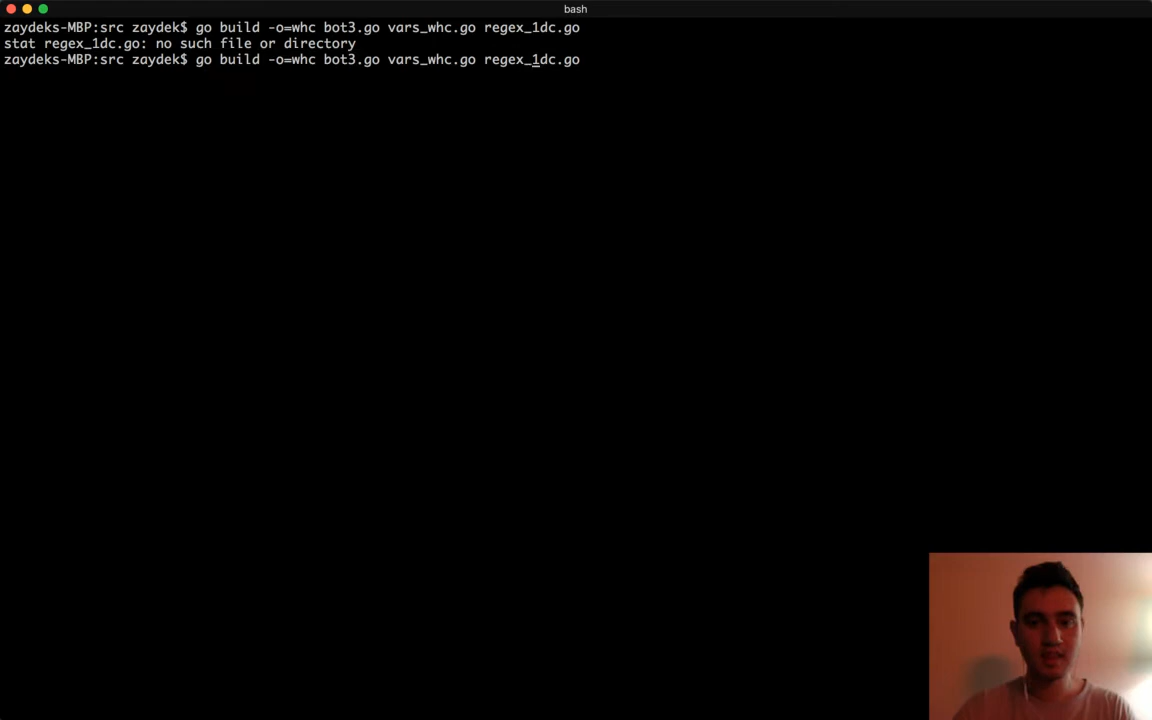 bash
zaydeks-MBP:src zaydek$ go build -o=whc bot3.go vars_whc.go regex_1dc.go
stat regex_1dc.go: no such file or directory
zaydeks-MBP:src zaydek$ go build -o=whc bot3.go vars_whc.go regex_1dc.go